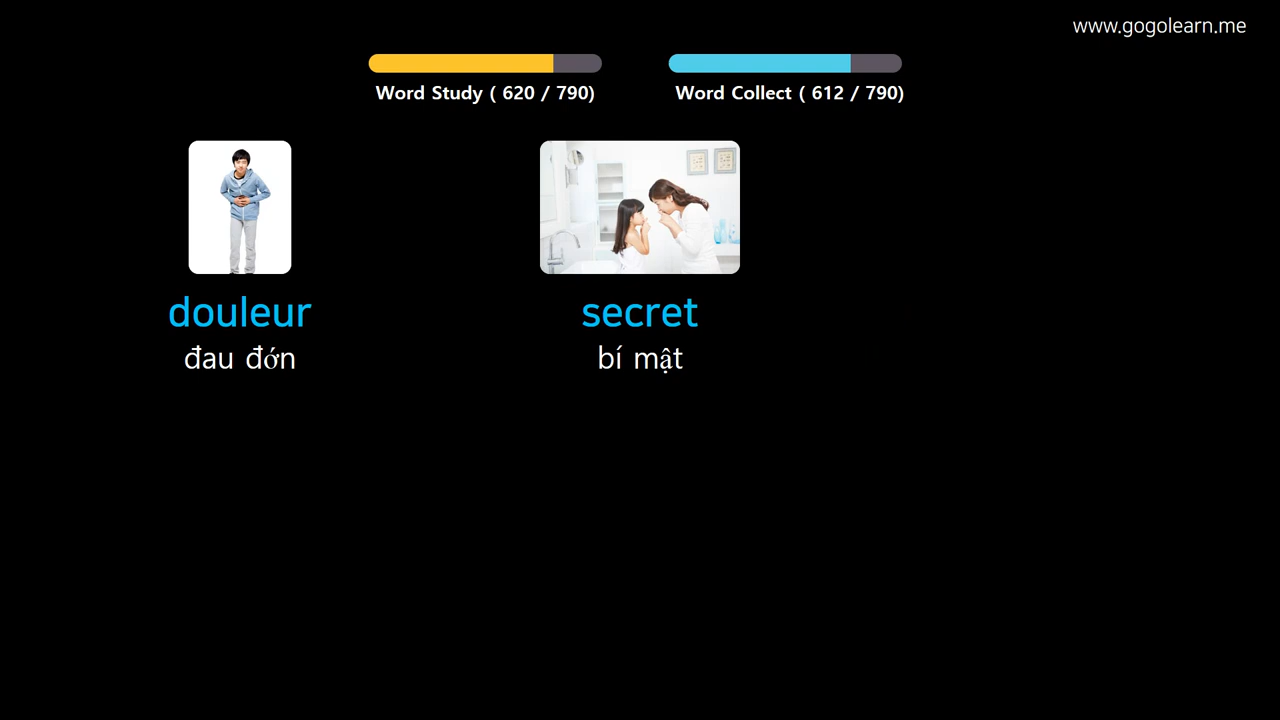 www.gogolearn.me
Word Study ( 620 / 790)
Word Collect ( 612 / 790)
douleur
đau đớn
secret
bí mật